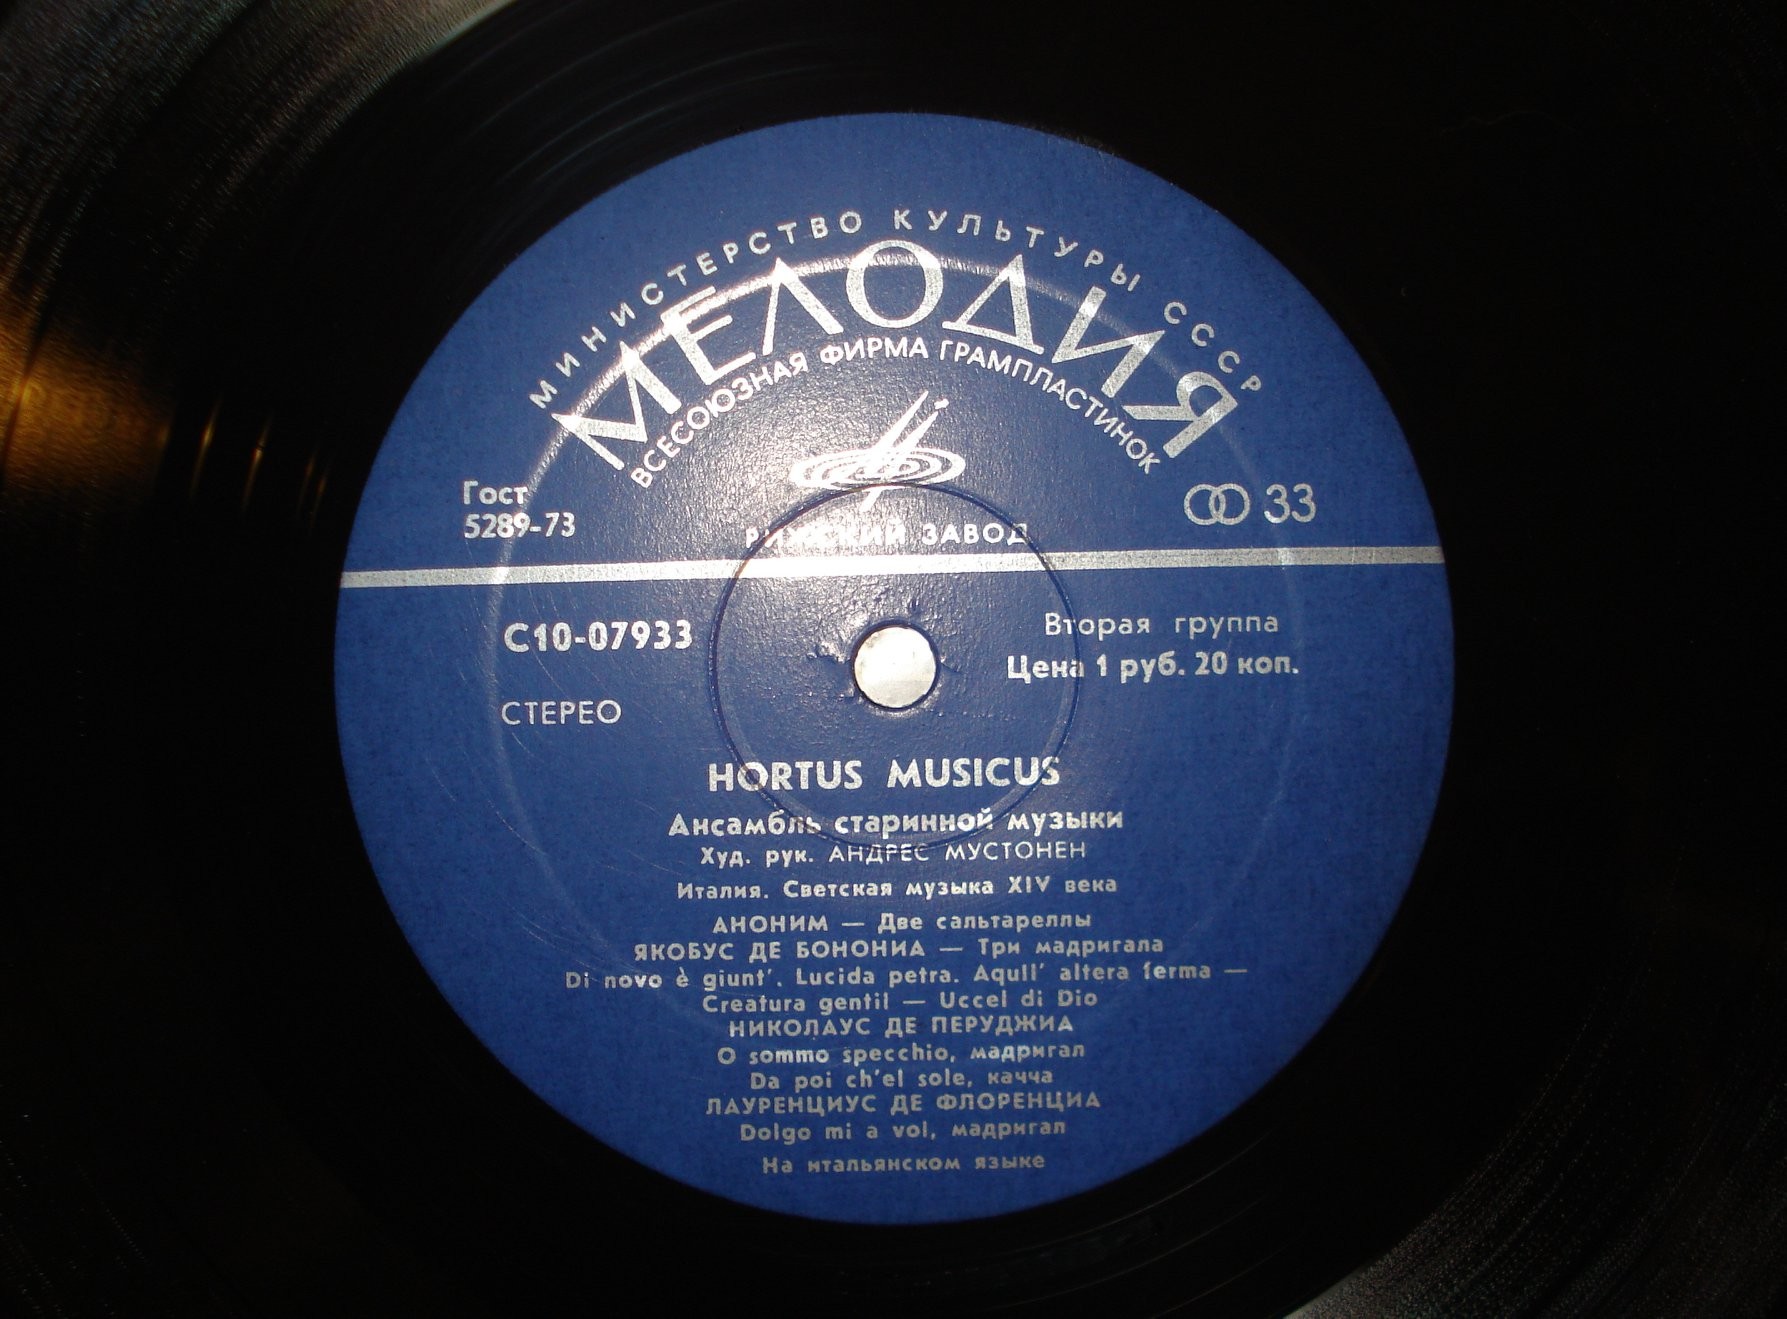 МИНИСТЕРСТВО КУЛЬТУРЫ СССР
МЕЛОДИЯ
ВСЕСОЮЗНАЯ ФИРМА ГРАМПЛАСТИНОК
Гост
5289-73
33
РИЖСКИЙ ЗАВОД
С10-07933
Вторая группа
Цена 1 руб. 20 коп.
СТЕРЕО
HORTUS MUSICUS
Ансамбль старинной музыки
Худ. рук. АНДРЕС МУСТОНЕН
Италия. Светская музыка XIV века
АНОНИМ — Две сальтареллы
ЯКОБУС ДЕ БОНОНИА — Три мадригала
Di novo è giunt'. Lucida petra. Aqull' altera ferma —
Creatura gentil — Uccel di Dio
НИКОЛАУС ДЕ ПЕРУДЖИА
O sommo specchio, мадригал
Da poi ch'el sole, качча
ЛАУРЕНЦИУС ДЕ ФЛОРЕНЦИА
Dolgo mi a vol, мадригал
На итальянском языке